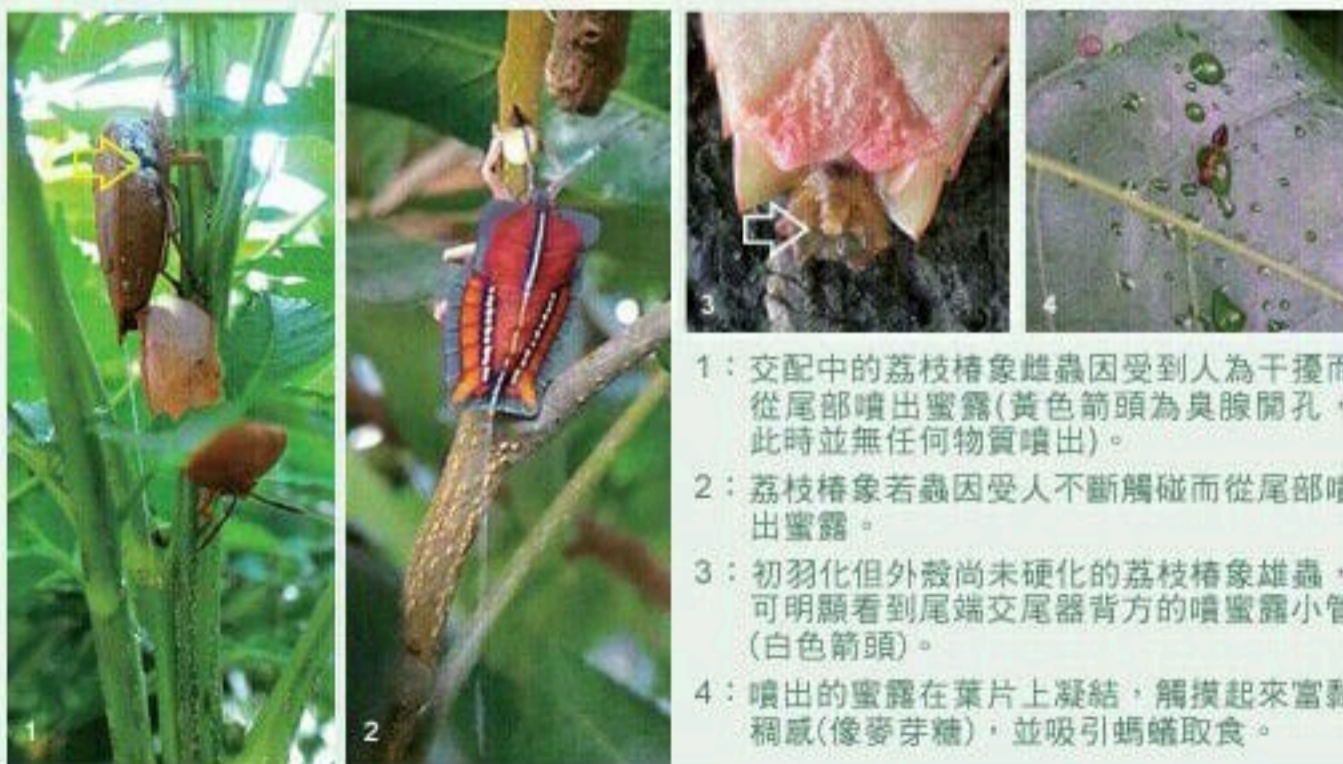 1
2
3
4
1：交配中的荔枝椿象雌蟲因受到人為干擾而
從尾部噴出蜜露(黃色箭頭為臭腺開孔，
此時並無任何物質噴出)。
2：荔枝椿象若蟲因受人不斷觸碰而從尾部噴
出蜜露。
3：初羽化但外殼尚未硬化的荔枝椿象雄蟲，
可明顯看到尾端交尾器背方的噴蜜露小
(白色箭頭)。
4：噴出的蜜露在葉片上凝結，觸摸起來富
稠感(像麥芽糖)，並吸引螞蟻取食。